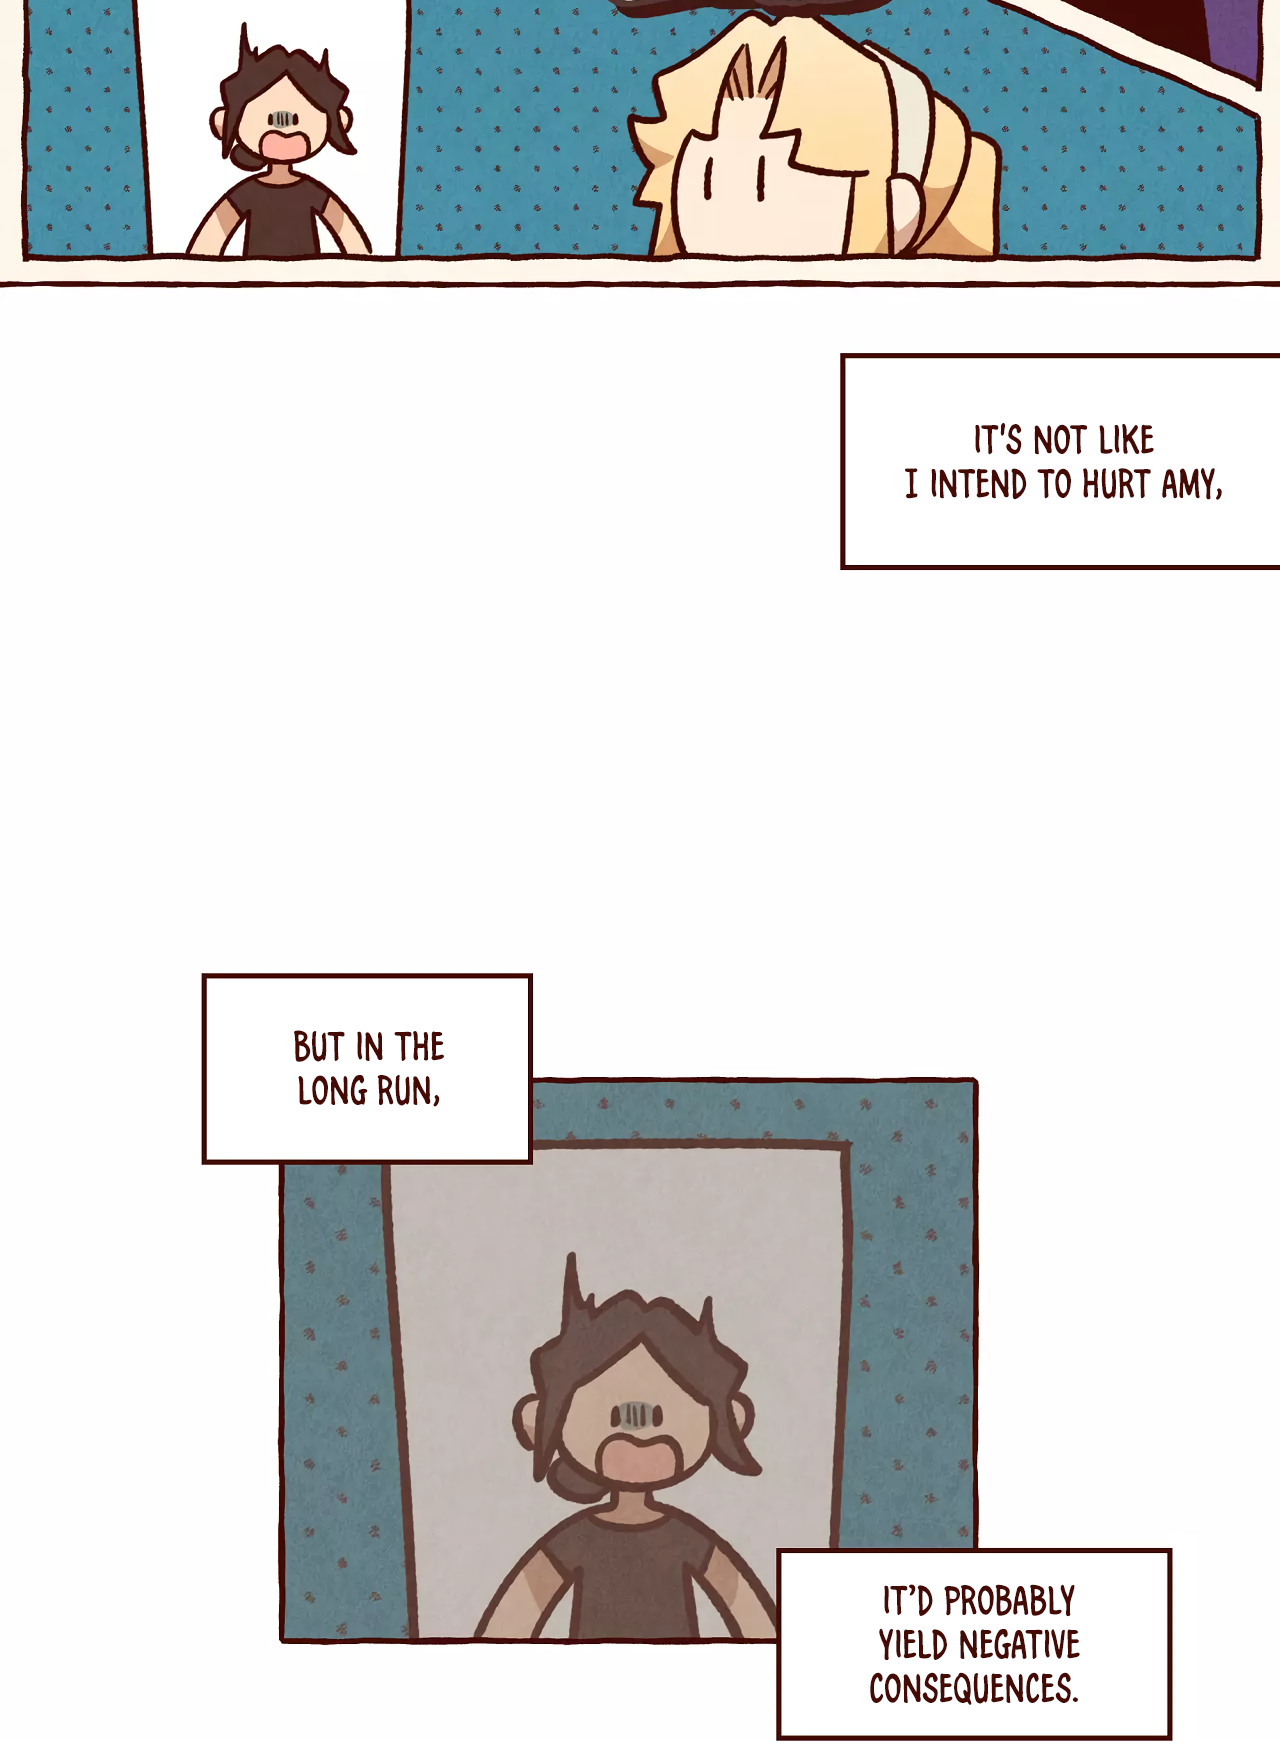 IT'S NOT LIKE
I INTEND TO HURT AMY,
BUT IN THE
LONG RUN,
IT'D PROBABLY
YIELD NEGATIVE
CONSEQUENCES.